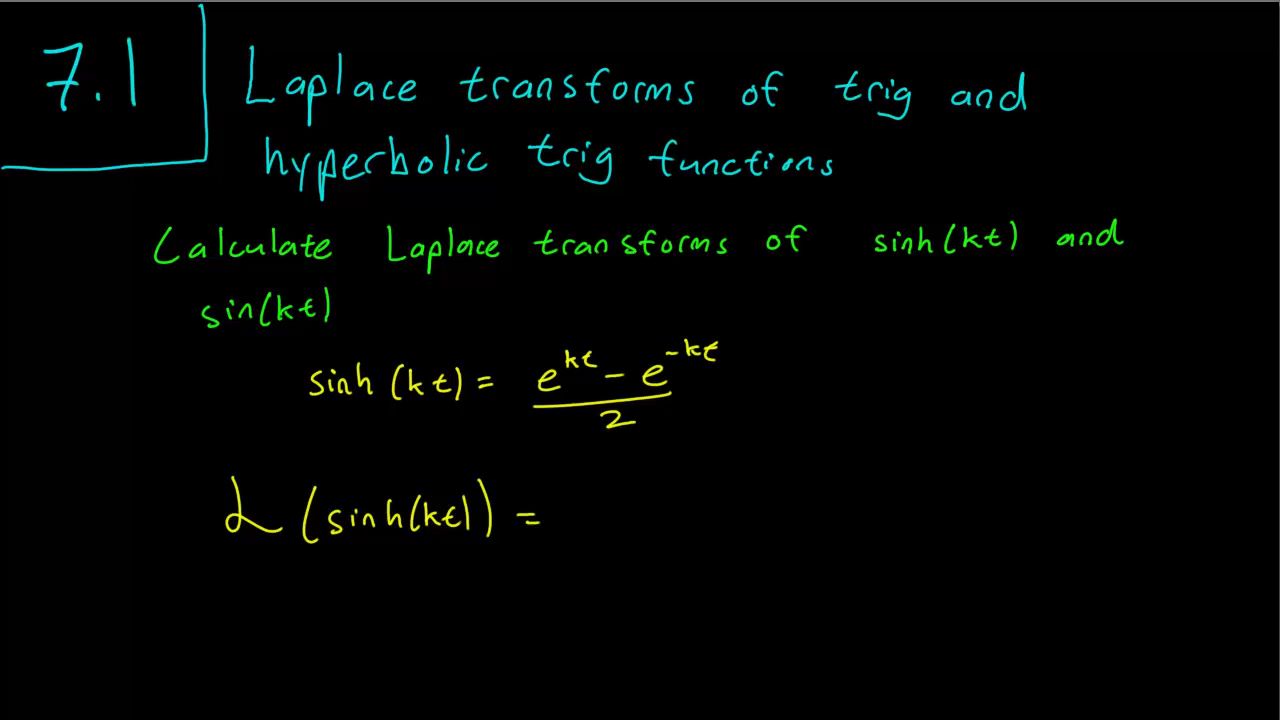 7.1
Laplace transforms of trig and
hyperbolic trig functions
Calculate Laplace transforms of sinh(kt) and
sin(kt)
sinh(kt) = (e^{kt} - e^{-kt})/2
ℒ(sinh(kt)) =